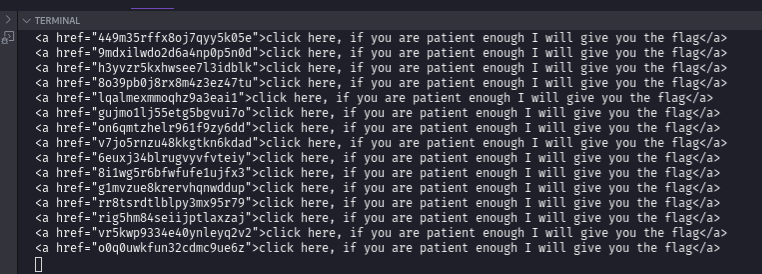 TERMINAL
<a href="449m35rffx8oj7qyy5k05e">click here, if you are patient enough I will give you the flag</a>
<a href="9mdxilwdo2d6a4np0p5n0d">click here, if you are patient enough I will give you the flag</a>
<a href="h3yvzr5kxhwsee7l3idblk">click here, if you are patient enough I will give you the flag</a>
<a href="8o39pb0j8rx8m4z3ez47tu">click here, if you are patient enough I will give you the flag</a>
<a href="lqalmexmmoqhz9a3eai1">click here, if you are patient enough I will give you the flag</a>
<a href="gujmo1lj55etg5bgvui7o">click here, if you are patient enough I will give you the flag</a>
<a href="on6qmtzhelr961f9zy6dd">click here, if you are patient enough I will give you the flag</a>
<a href="v7jo5rnzu48kkgtkn6kdad">click here, if you are patient enough I will give you the flag</a>
<a href="6euxj34blrugvyvfvteiy">click here, if you are patient enough I will give you the flag</a>
<a href="8i1wg5r6bfwfufe1ujfx3">click here, if you are patient enough I will give you the flag</a>
<a href="g1mvzue8krervhqnwddup">click here, if you are patient enough I will give you the flag</a>
<a href="rr8tsrdtlblpy3mx95r79">click here, if you are patient enough I will give you the flag</a>
<a href="rig5hm84seiijptlaxzaj">click here, if you are patient enough I will give you the flag</a>
<a href="vr5kwp9334e40ynleyq2v2">click here, if you are patient enough I will give you the flag</a>
<a href="o0q0uwkfun32cdmc9ue6z">click here, if you are patient enough I will give you the flag</a>